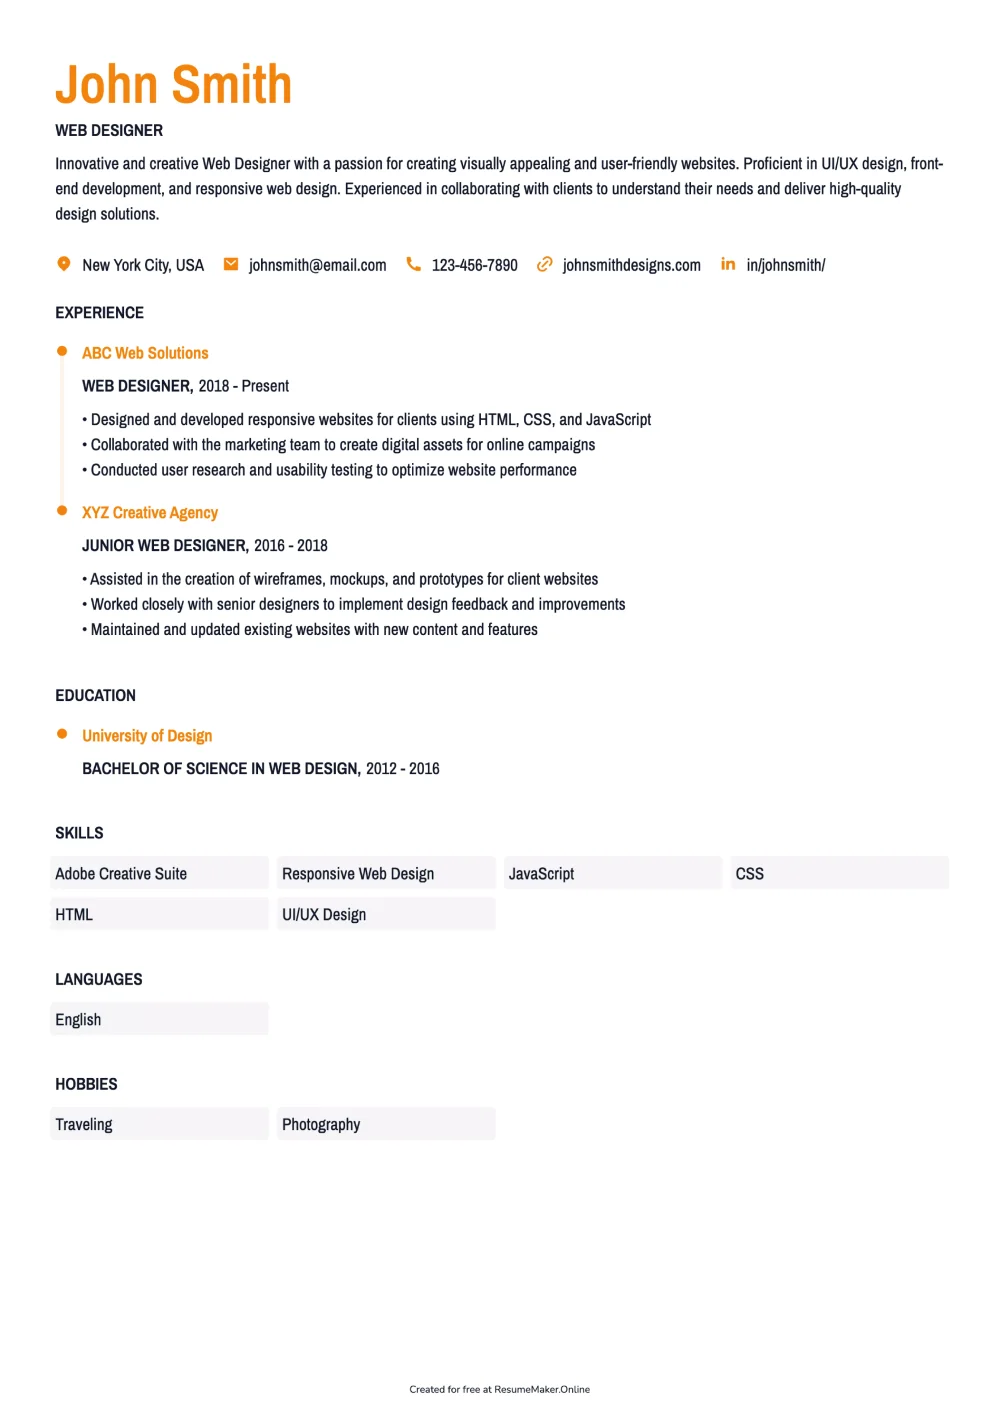 John Smith
WEB DESIGNER
Innovative and creative Web Designer with a passion for creating visually appealing and user-friendly websites. Proficient in UI/UX design, front-
end development, and responsive web design. Experienced in collaborating with clients to understand their needs and deliver high-quality
design solutions.
New York City, USA johnsmith@email.com 123-456-7890 johnsmithdesigns.com in in/johnsmith/
EXPERIENCE
ABC Web Solutions
WEB DESIGNER, 2018 - Present
• Designed and developed responsive websites for clients using HTML, CSS, and JavaScript
• Collaborated with the marketing team to create digital assets for online campaigns
• Conducted user research and usability testing to optimize website performance
XYZ Creative Agency
JUNIOR WEB DESIGNER, 2016 - 2018
• Assisted in the creation of wireframes, mockups, and prototypes for client websites
• Worked closely with senior designers to implement design feedback and improvements
• Maintained and updated existing websites with new content and features
EDUCATION
University of Design
BACHELOR OF SCIENCE IN WEB DESIGN, 2012 - 2016
SKILLS
Adobe Creative Suite Responsive Web Design JavaScript CSS
HTML UI/UX Design
LANGUAGES
English
HOBBIES
Traveling Photography
Created for free at ResumeMaker.Online